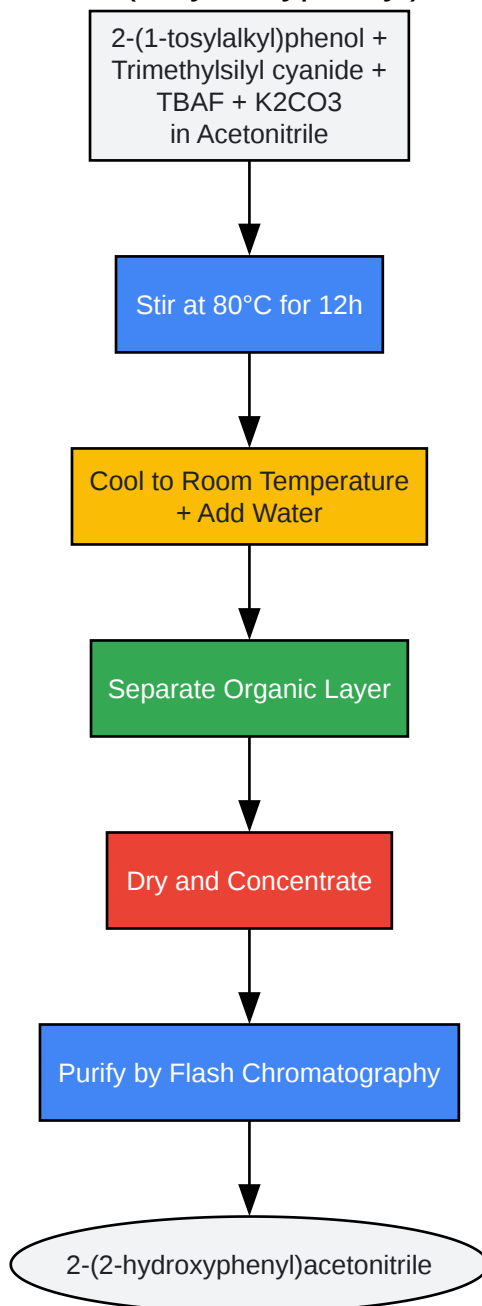 2-(1-tosylalkyl)phenol +
Trimethylsilyl cyanide +
TBAF + K2CO3
in Acetonitrile
Stir at 80°C for 12h
Cool to Room Temperature
+ Add Water
Separate Organic Layer
Dry and Concentrate
Purify by Flash Chromatography
2-(2-hydroxyphenyl)acetonitrile